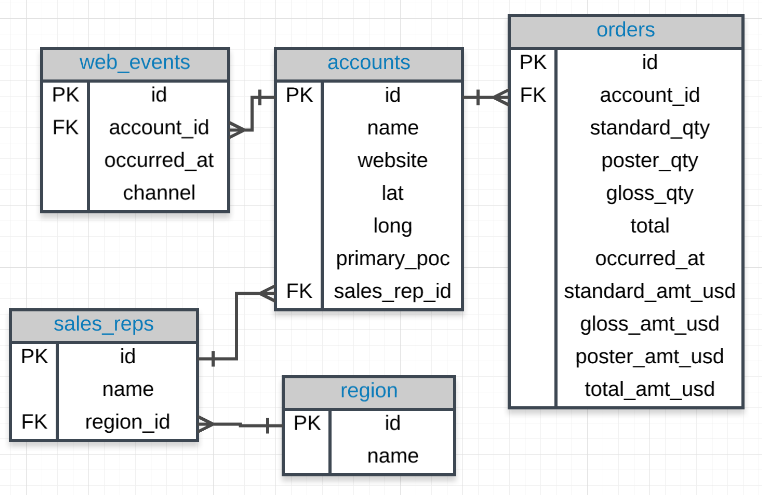 web_events
PK id
FK account_id
occurred_at
channel
accounts
PK id
name
website
lat
long
primary_poc
FK sales_rep_id
orders
PK id
FK account_id
standard_qty
poster_qty
gloss_qty
total
occurred_at
standard_amt_usd
gloss_amt_usd
poster_amt_usd
total_amt_usd
sales_reps
PK id
name
FK region_id
region
PK id
name